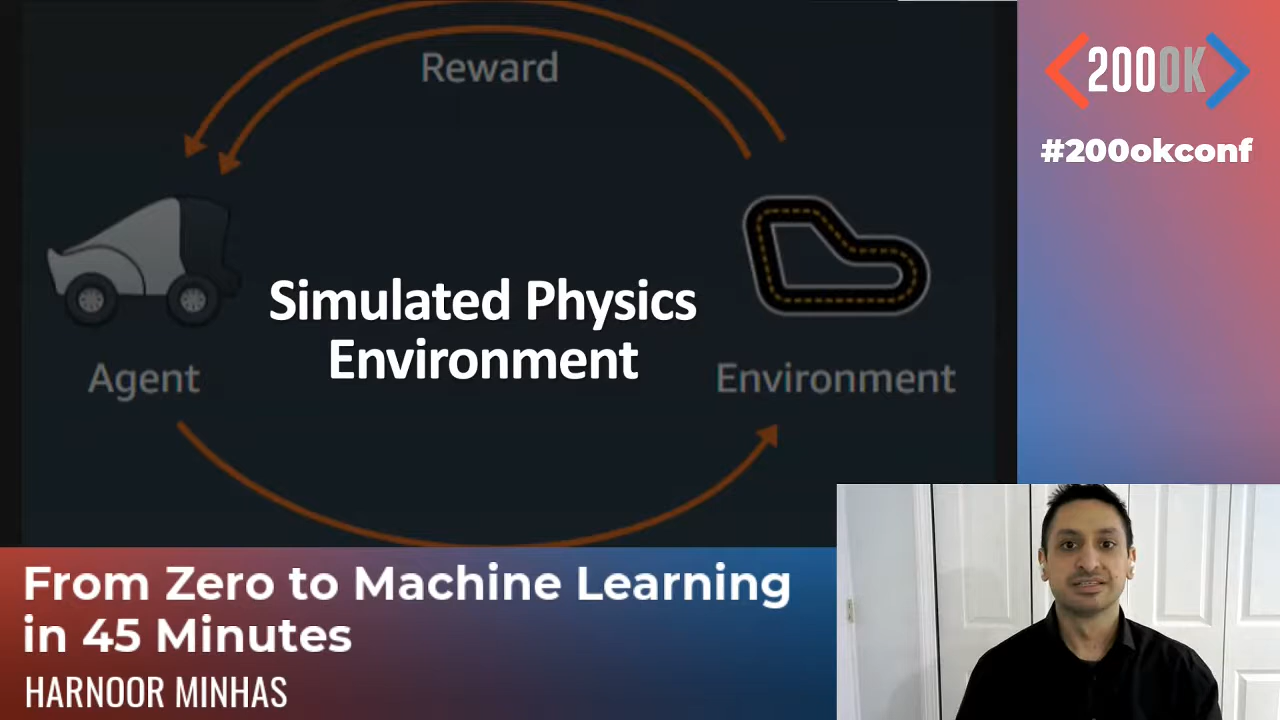 Reward
Simulated Physics
Environment
Agent
Environment
200OK
#200okconf
From Zero to Machine Learning
in 45 Minutes
HARNOOR MINHAS